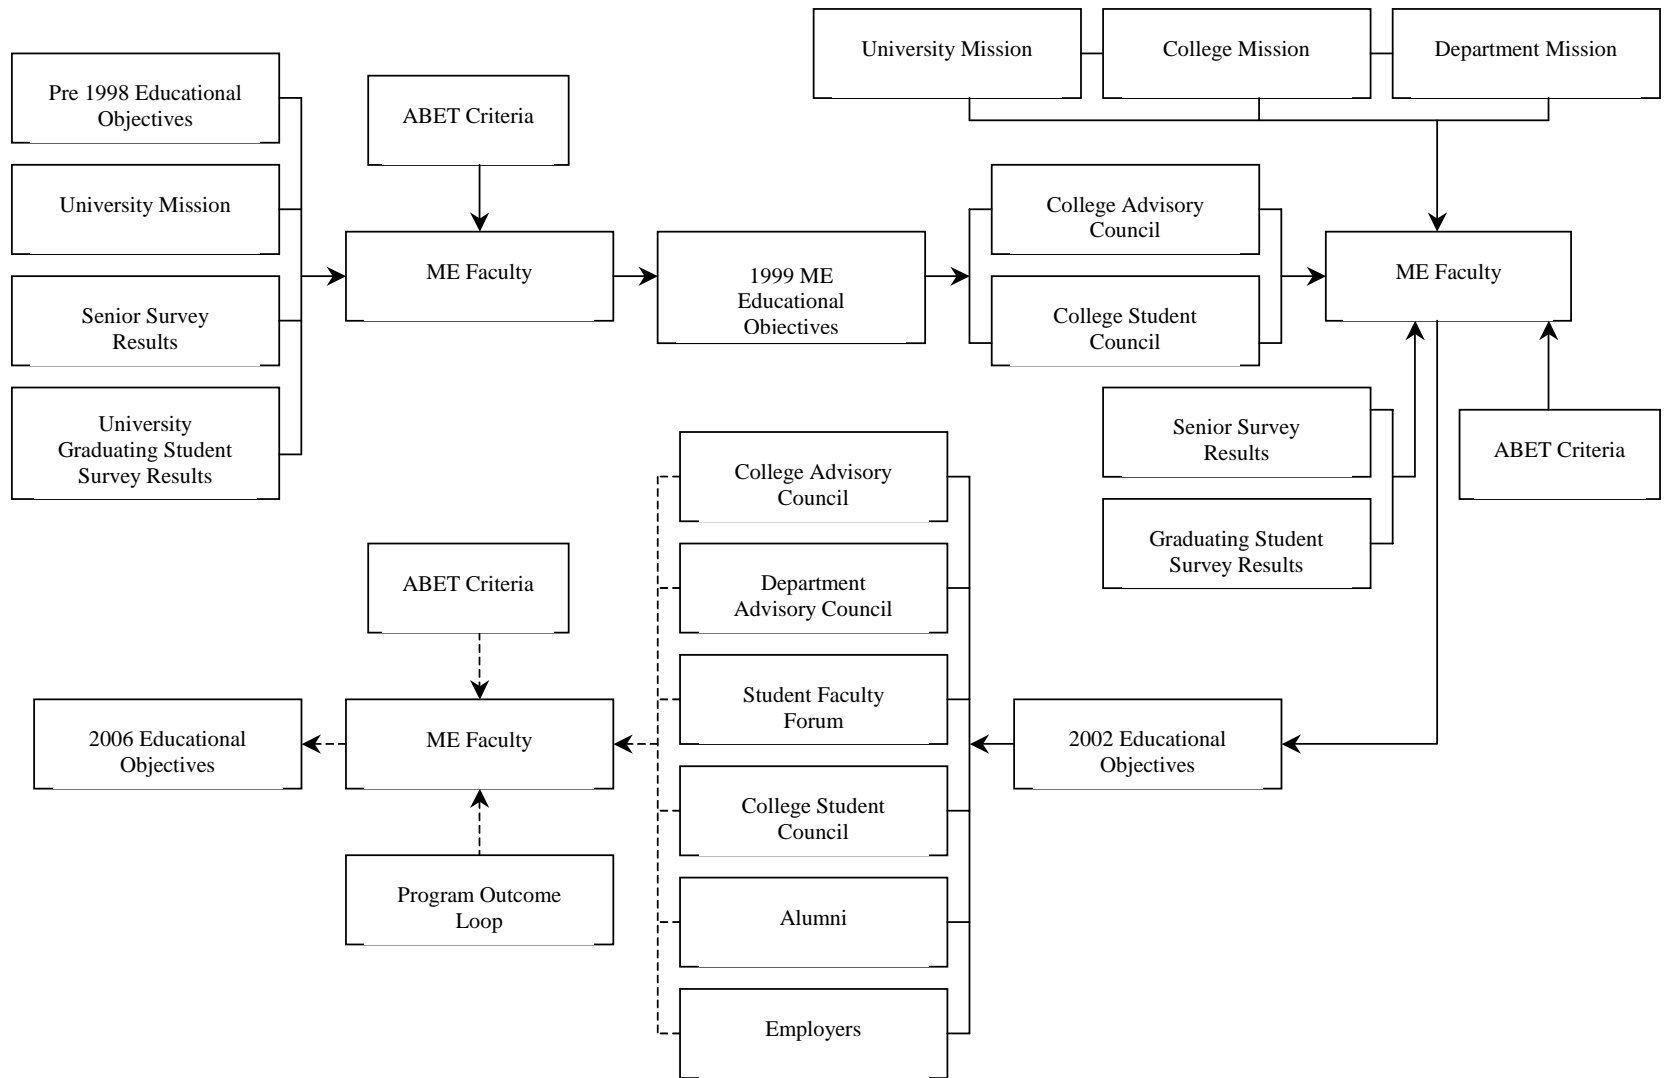 University Mission
College Mission
Department Mission
Pre 1998 Educational
Objectives
ABET Criteria
University Mission
College Advisory
Council
ME Faculty
1999 ME
Educational
Objectives
ME Faculty
Senior Survey
Results
College Student
Council
University
Graduating Student
Survey Results
Senior Survey
Results
ABET Criteria
College Advisory
Council
Graduating Student
Survey Results
ABET Criteria
Department
Advisory Council
Student Faculty
Forum
2006 Educational
Objectives
ME Faculty
2002 Educational
Objectives
College Student
Council
Program Outcome
Loop
Alumni
Employers